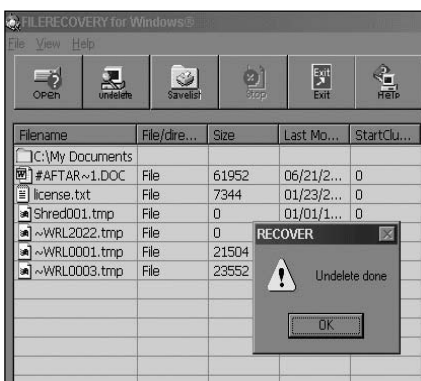 FILERECOVERY for Windows®
File View Help
Open Undelete Savelist Stop Exit Help
Filename File/dire... Size Last Mo... StartClu...
C:\My Documents
#AFTAR~1.DOC File 61952 06/21/2... 0
license.txt File 7344 01/23/2... 0
Shred001.tmp File 0 01/01/1... 0
~WRL2022.tmp File 0
~WRL0001.tmp File 21504
~WRL0003.tmp File 23552
RECOVER
Undelete done
OK